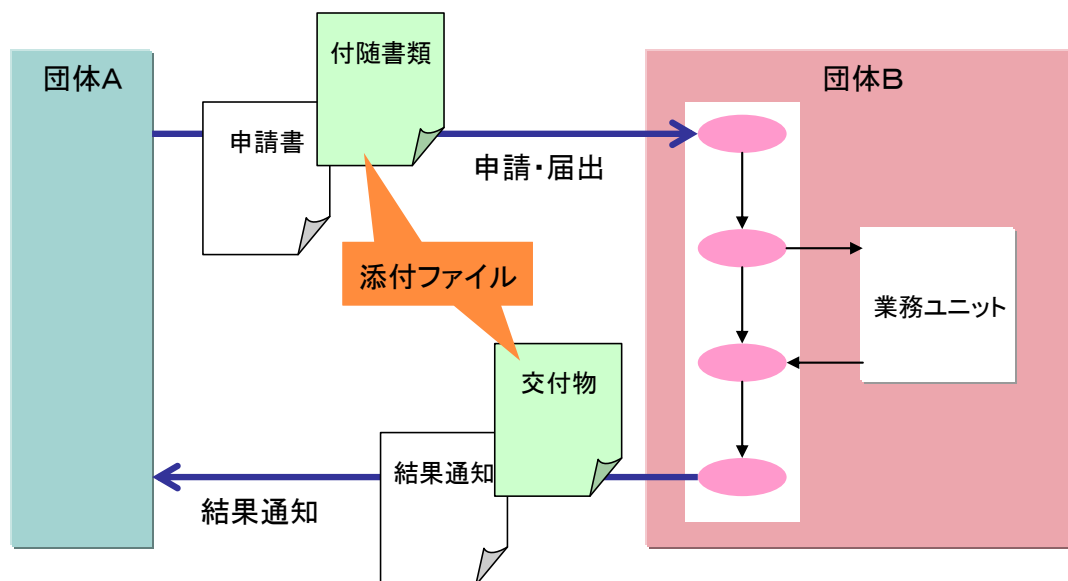 団体A
付随書類
団体B
申請書
申請・届出
添付ファイル
業務ユニット
交付物
結果通知
結果通知